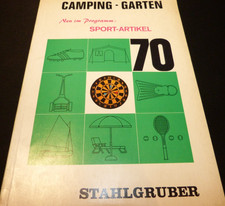 CAMPING · GARTEN
Neu im Programm:
SPORT-ARTIKEL
70
STAHLGRUBER